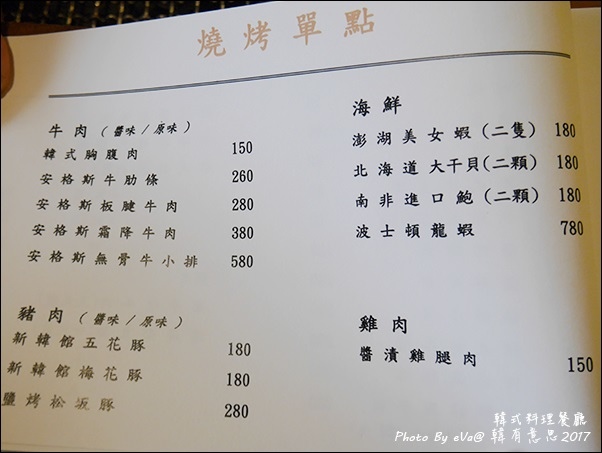 燒烤單點
牛肉（醬味/原味）
韓式胸腹肉 150
安格斯牛肋條 260
安格斯板腱牛肉 280
安格斯霜降牛肉 380
安格斯無骨牛小排 580
豬肉（醬味/原味）
新韓館五花豚 180
新韓館梅花豚 180
鹽烤松坂豚 280
海鮮
澎湖美女蝦(二隻) 180
北海道大干貝(二顆) 180
南非進口鮑(二顆) 180
波士頓龍蝦 780
雞肉
醬漬雞腿肉 150
韓式料理餐廳
Photo By eVa@ 韓有意思 2017